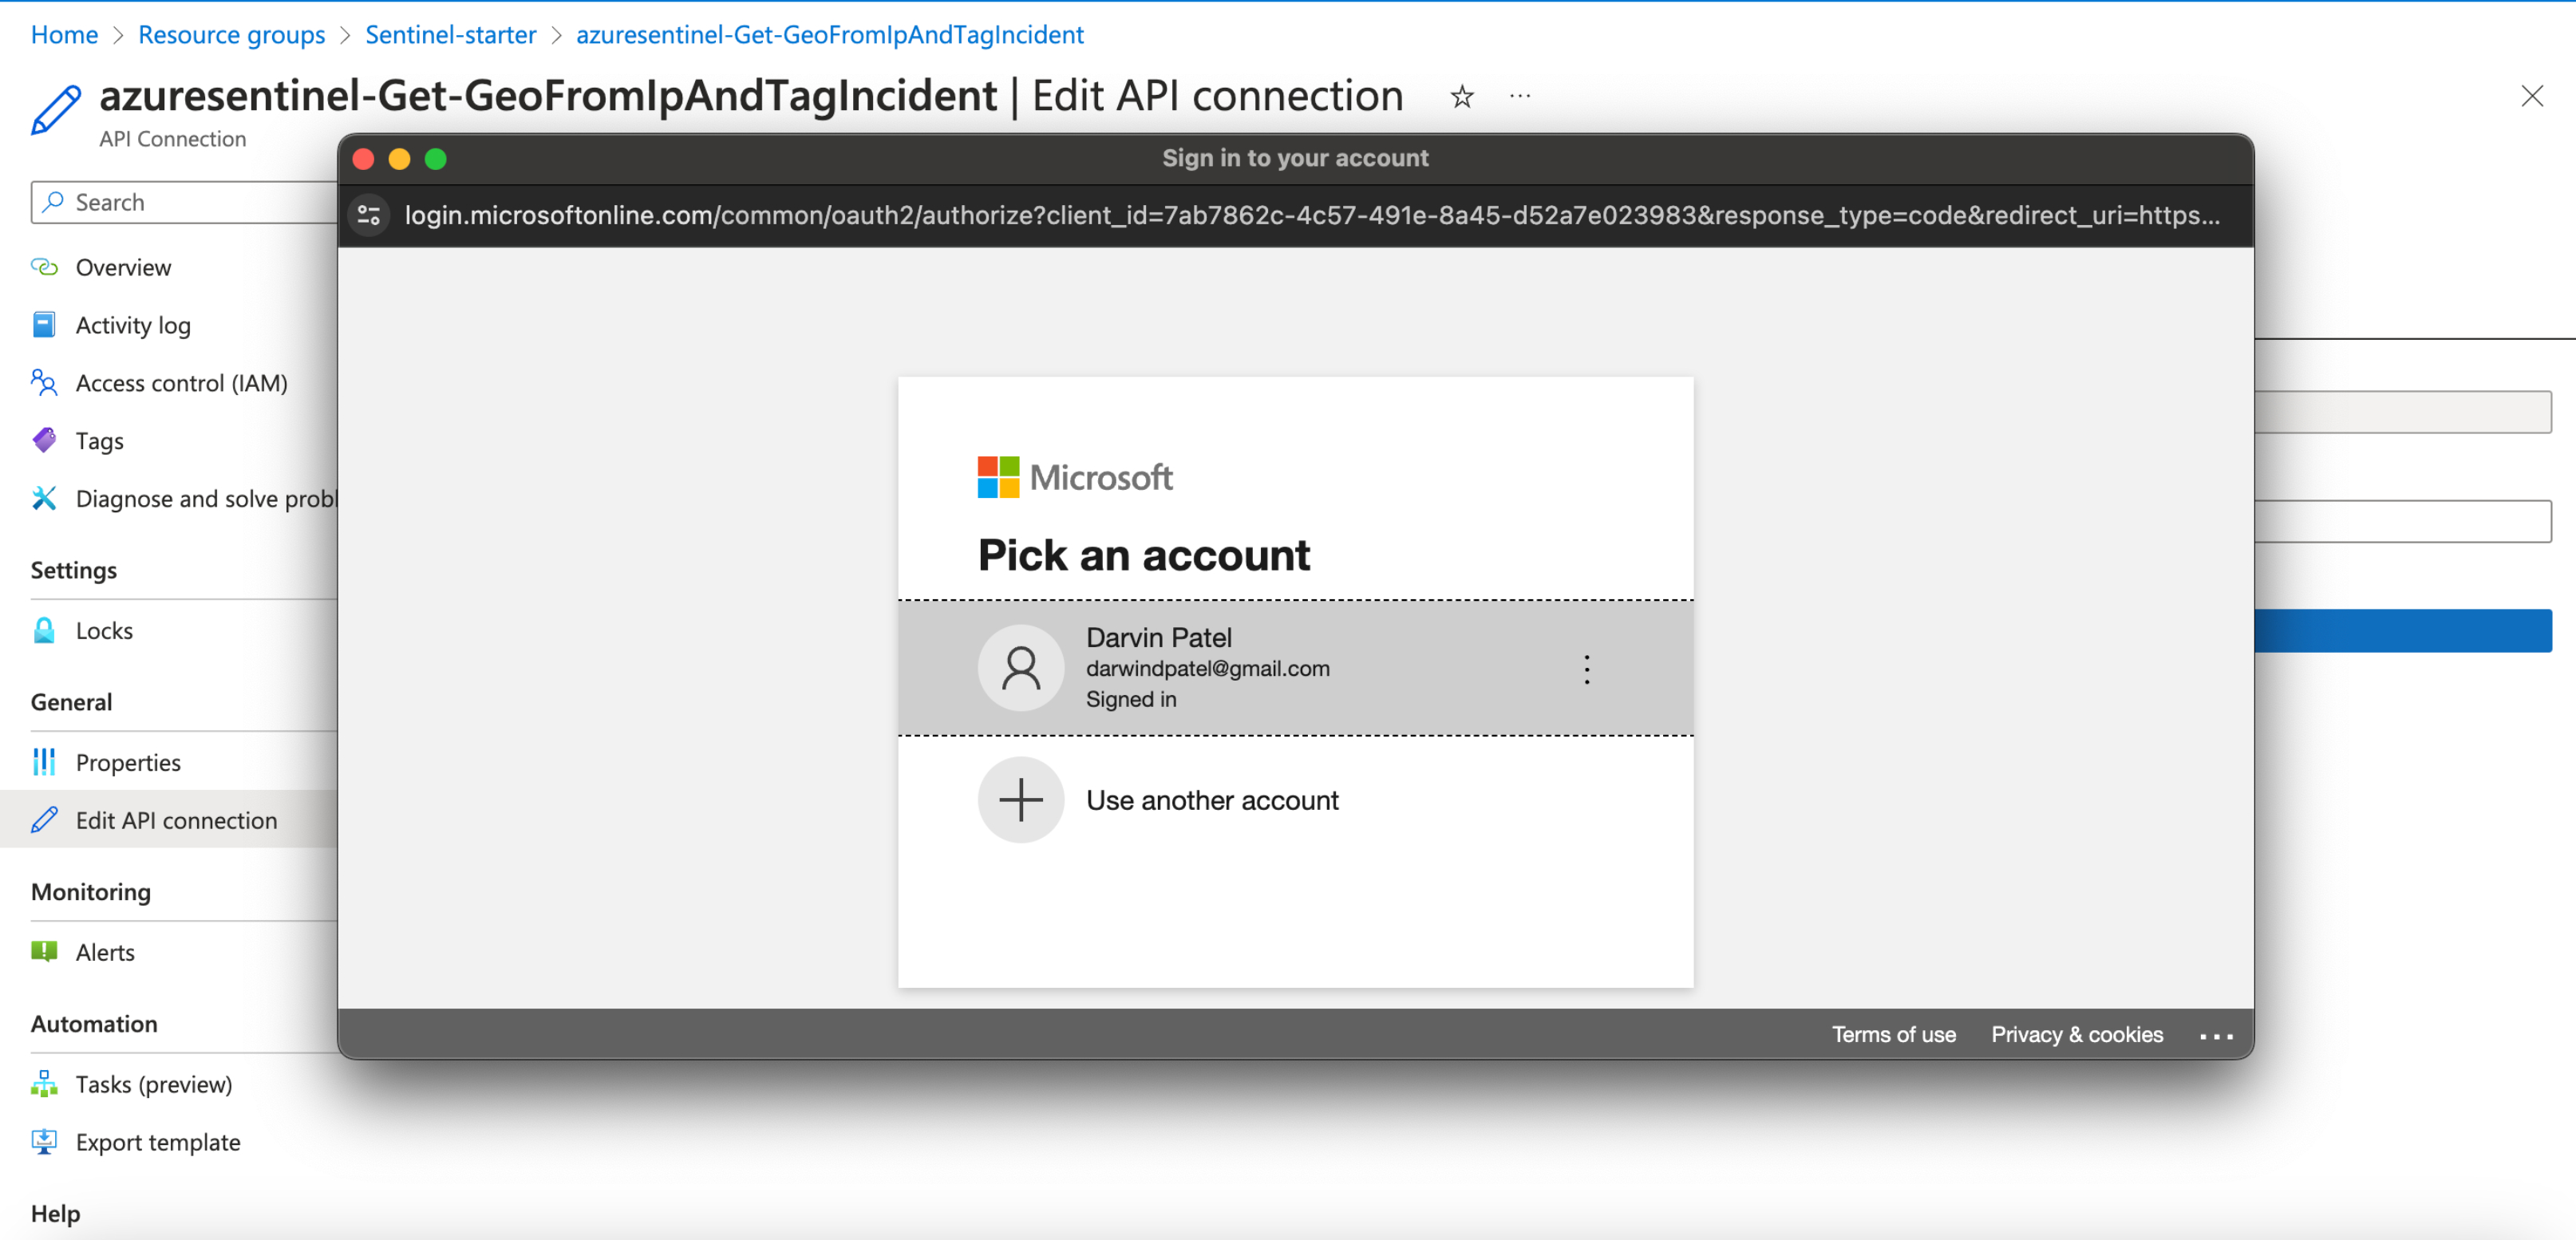 Home > Resource groups > Sentinel-starter > azuresentinel-Get-GeoFromIpAndTagIncident
azuresentinel-Get-GeoFromIpAndTagIncident | Edit API connection
API Connection
Sign in to your account
Search
login.microsoftonline.com/common/oauth2/authorize?client_id=7ab7862c-4c57-491e-8a45-d52a7e023983&response_type=code&redirect_uri=https...
Overview
Activity log
Access control (IAM)
Tags
Diagnose and solve probl
Settings
Locks
General
Properties
Edit API connection
Monitoring
Alerts
Automation
Tasks (preview)
Export template
Help
Microsoft
Pick an account
Darvin Patel
darwindpatel@gmail.com
Signed in
Use another account
Terms of use Privacy & cookies ...